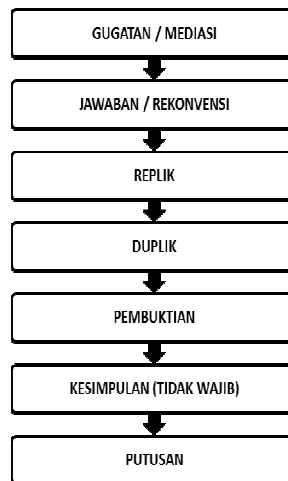 GUGATAN / MEDIASI
JAWABAN / REKONVENSI
REPLIK
DUPLIK
PEMBUKTIAN
KESIMPULAN (TIDAK WAJIB)
PUTUSAN